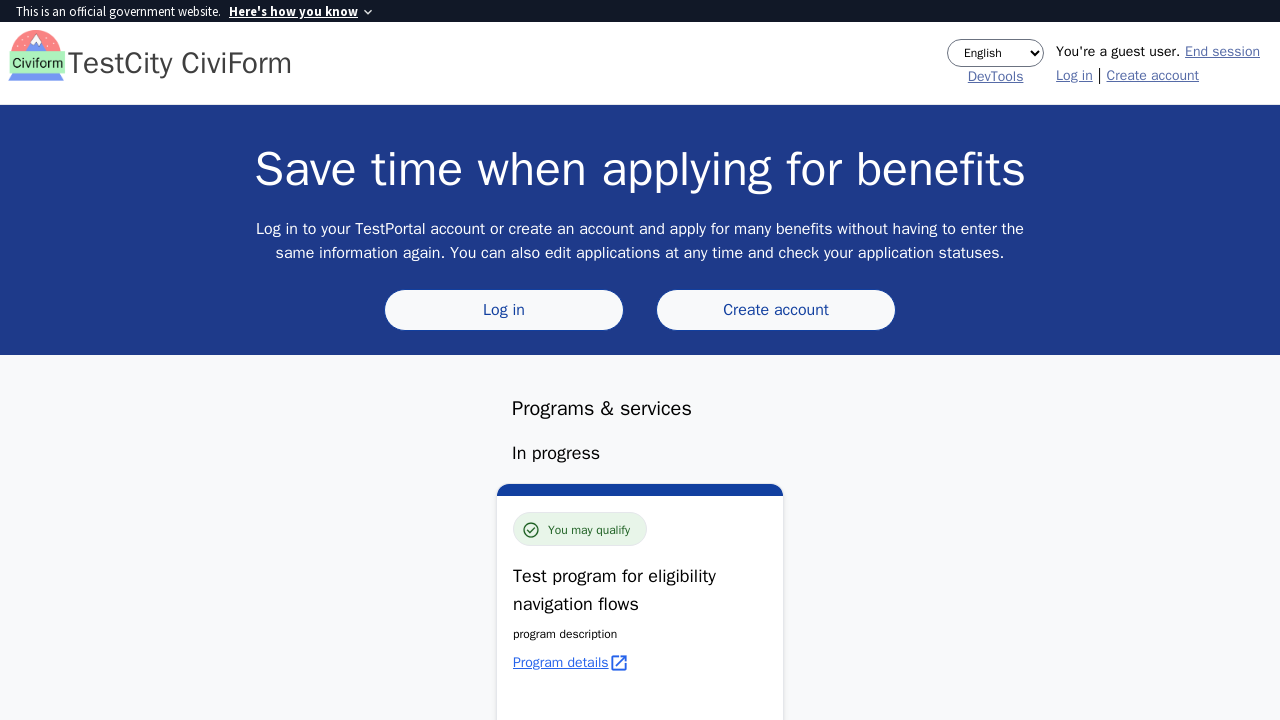 This is an official government website. Here's how you know
Civiform
TestCity CiviForm
English
DevTools
You're a guest user. End session
Log in | Create account
Save time when applying for benefits
Log in to your TestPortal account or create an account and apply for many benefits without having to enter the
same information again. You can also edit applications at any time and check your application statuses.
Log in
Create account
Programs & services
In progress
You may qualify
Test program for eligibility
navigation flows
program description
Program details